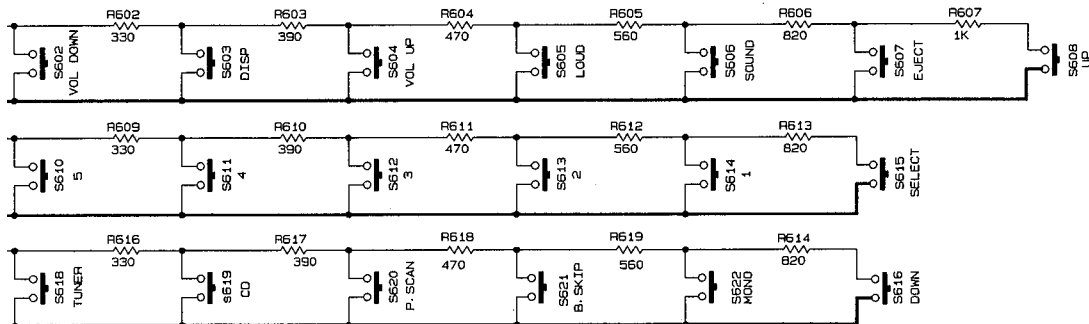 R602 R603 R604 R605 R606 R607
330 390 470 560 820 1K
S602 VOL DOWN
S603 DISP
S604 VOL UP
S605 LOUD
S606 SOUND
S607 EJECT
S608 UP
R609 R610 R611 R612 R613
330 390 470 560 820
S610 5
S611 4
S612 3
S613 2
S614 1
S615 SELECT
R616 R617 R618 R619 R614
330 390 470 560 820
S618 TUNER
s619 CD
S620 P.SCAN
S621 B.SKIP
S622 MONO
S616 DOWN